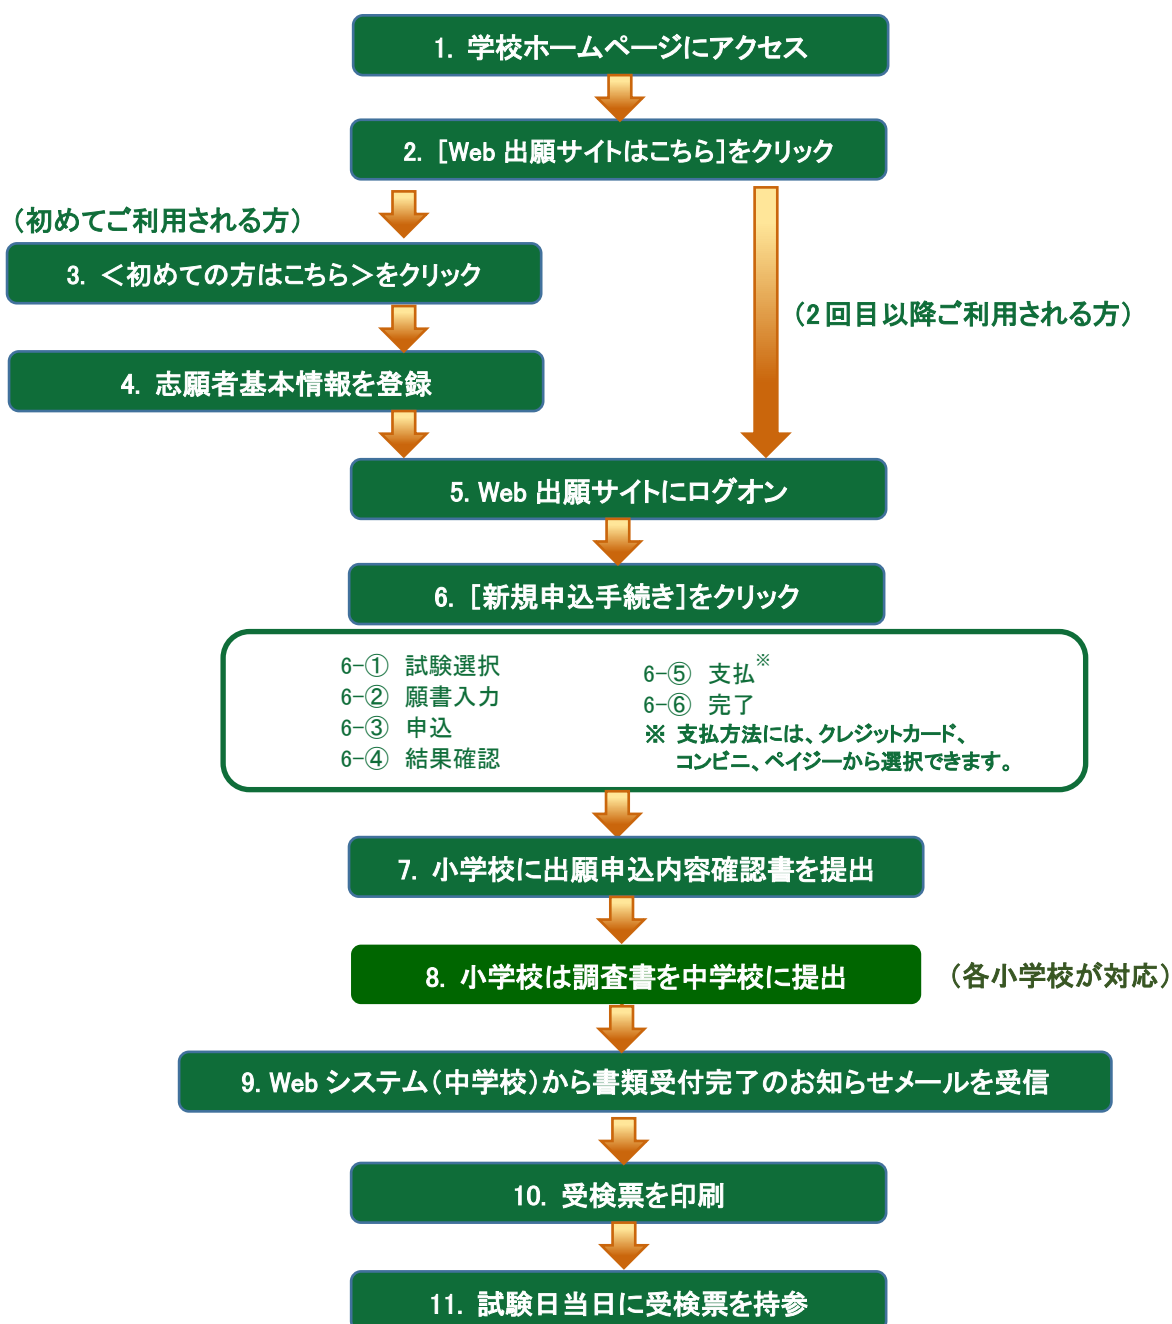 1. 学校ホームページにアクセス
2. [Web 出願サイトはこちら]をクリック
（初めてご利用される方）
3. ＜初めての方はこちら＞をクリック
（2回目以降ご利用される方）
4. 志願者基本情報を登録
5. Web 出願サイトにログオン
6. [新規申込手続き]をクリック
6-① 試験選択
6-② 願書入力
6-③ 申込
6-④ 結果確認
6-⑤ 支払※
6-⑥ 完了
※ 支払方法には、クレジットカード、
コンビニ、ペイジーから選択できます。
7. 小学校に出願申込内容確認書を提出
8. 小学校は調査書を中学校に提出
（各小学校が対応）
9. Web システム（中学校）から書類受付完了のお知らせメールを受信
10. 受検票を印刷
11. 試験日当日に受検票を持参